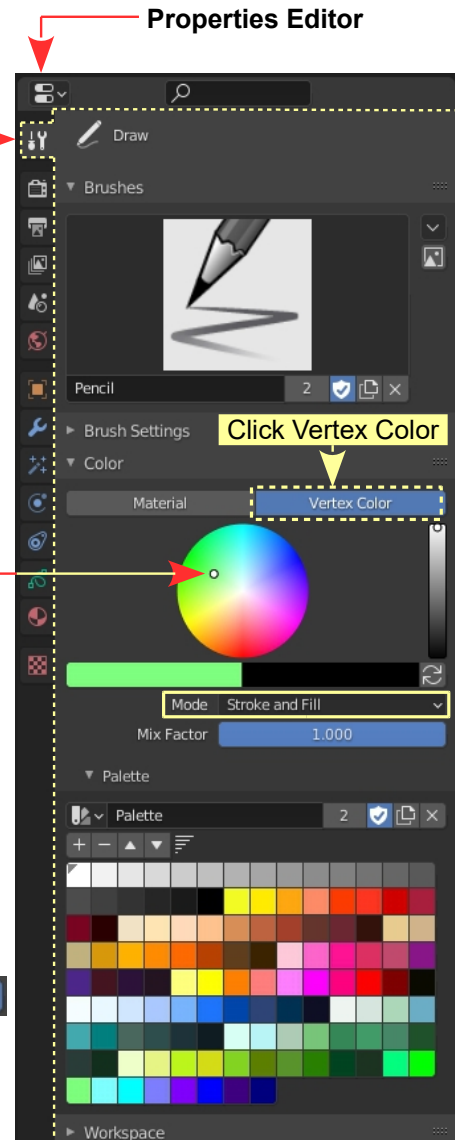 Properties Editor
Draw
Brushes
Pencil
2
Brush Settings
Click Vertex Color
Color
Material
Vertex Color
Mode
Stroke and Fill
Mix Factor
1.000
Palette
Palette
2
Workspace